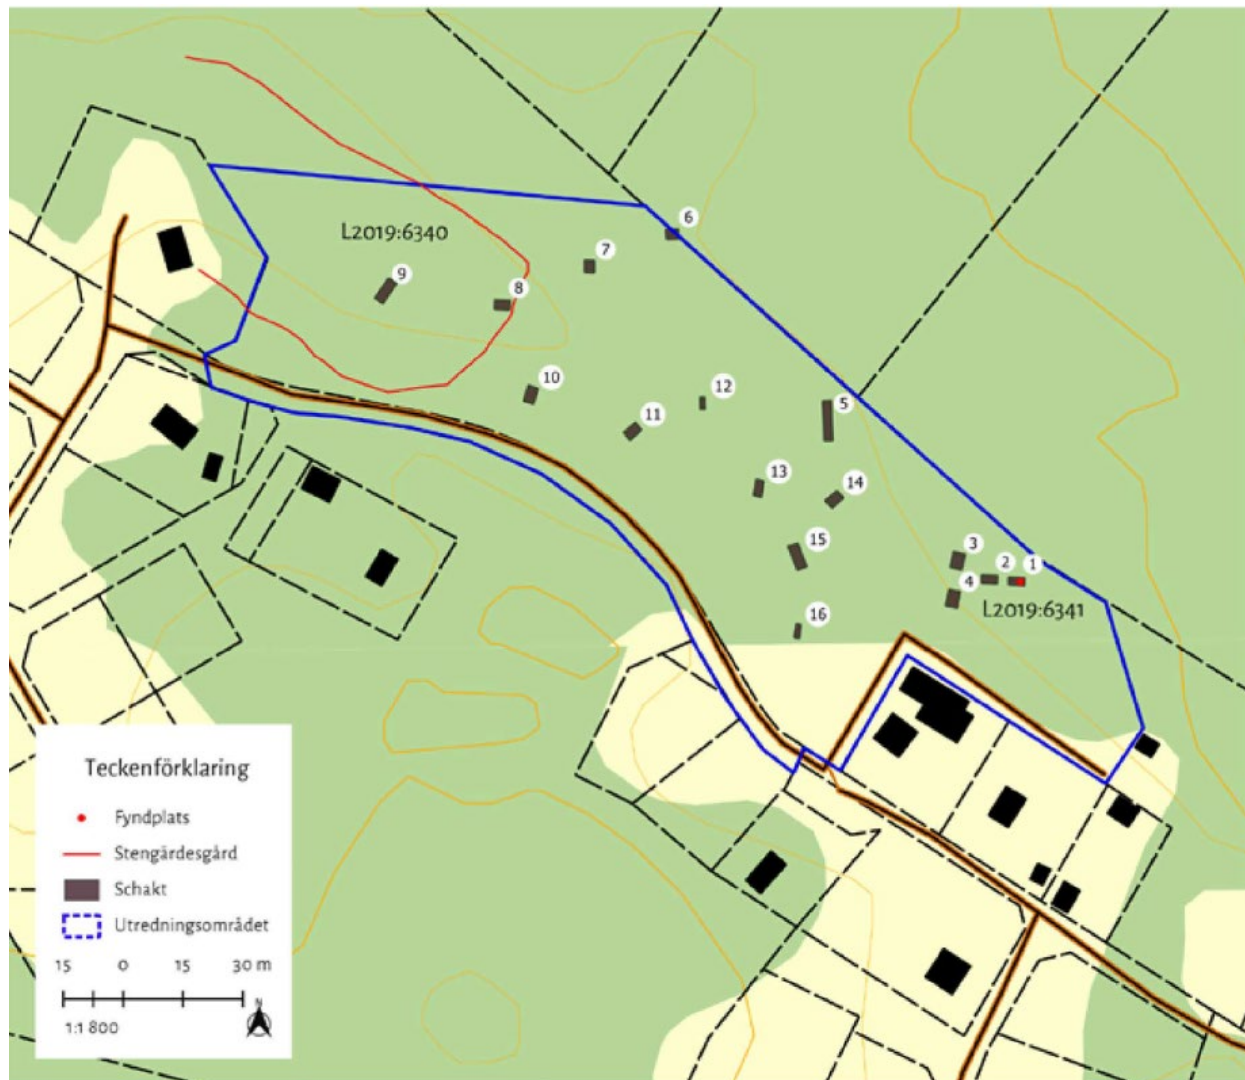 6
L2019:6340
7
9
8
10
12
5
11
13
14
15
3
2
1
4
L2019:6341
16
Teckenförklaring
Fyndplats
Stengärdesgård
Schakt
Utredningsområdet
15 0 15 30 m
N
1:1 800